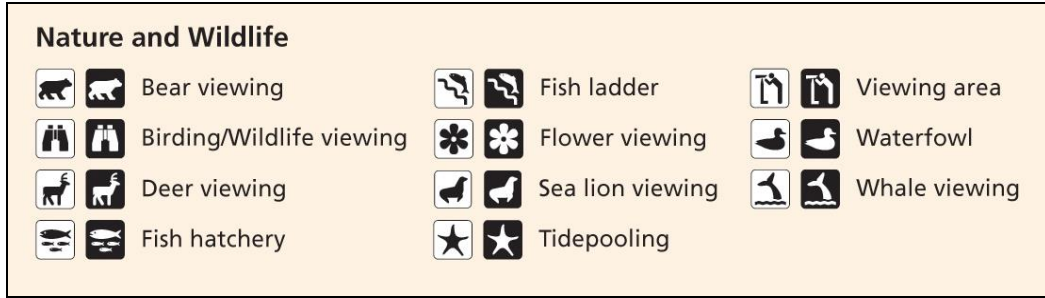 Nature and Wildlife
Bear viewing
Birding/Wildlife viewing
Deer viewing
Fish hatchery
Fish ladder
Flower viewing
Sea lion viewing
Tidepooling
Viewing area
Waterfowl
Whale viewing